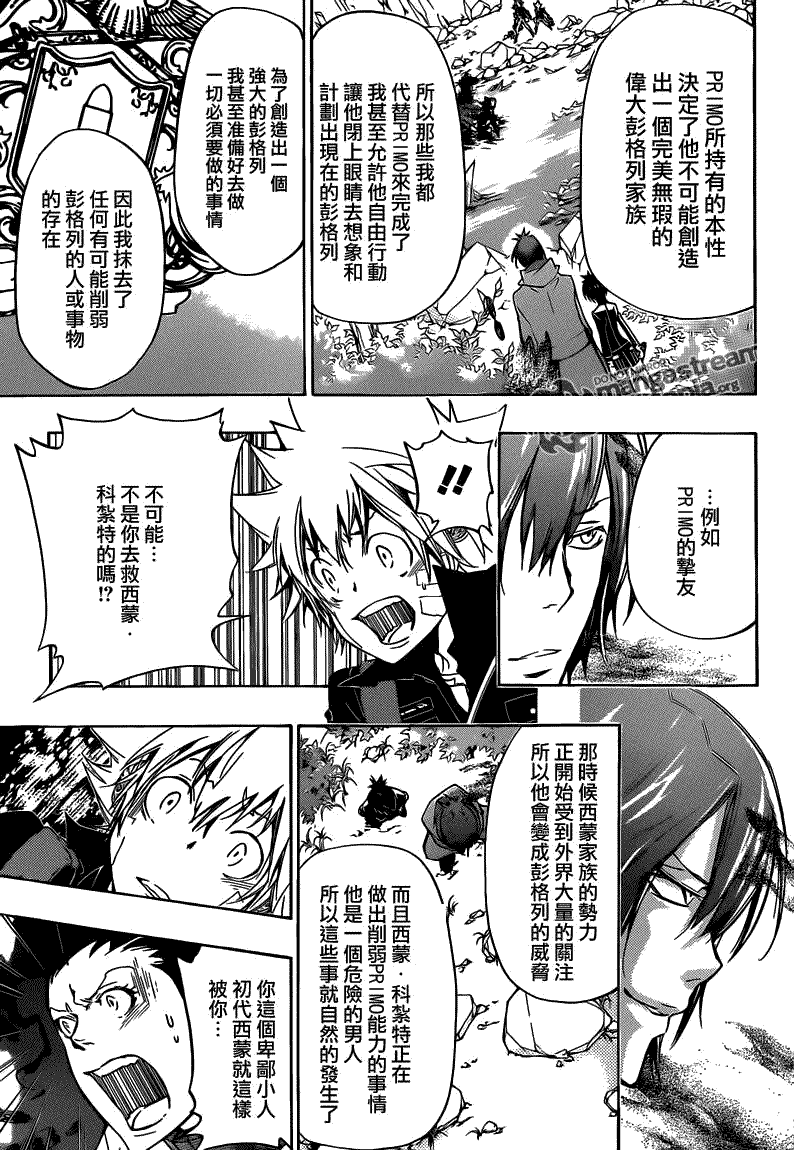 PRIMO所持有的本性
決定了他不可能創造
出一個完美無瑕的
偉大彭格列家族
所以那些我都
代替PRIMO來完成了
我甚至允許他自由行動
讓他閉上眼睛去想象和
計劃出現在的彭格列
為了創造出一個
強大的彭格列
我甚至准備好去做
一切必須要做的事情
因此我抹去了
任何有可能削弱
彭格列的人或事物
的存在
mangastream
.org
…例如
PRIMO的摯友
!!
不可能…
不是你去救西蒙．
科紮特的嗎!?
那時候西蒙家族的勢力
正開始受到外界大量的關注
所以他會變成彭格列的威脅
而且西蒙．科紮特正在
做出削弱PRIMO能力的事情
他是一個危險的男人
所以這些事就自然的發生了
你這個卑鄙小人
初代西蒙就這樣
被你…